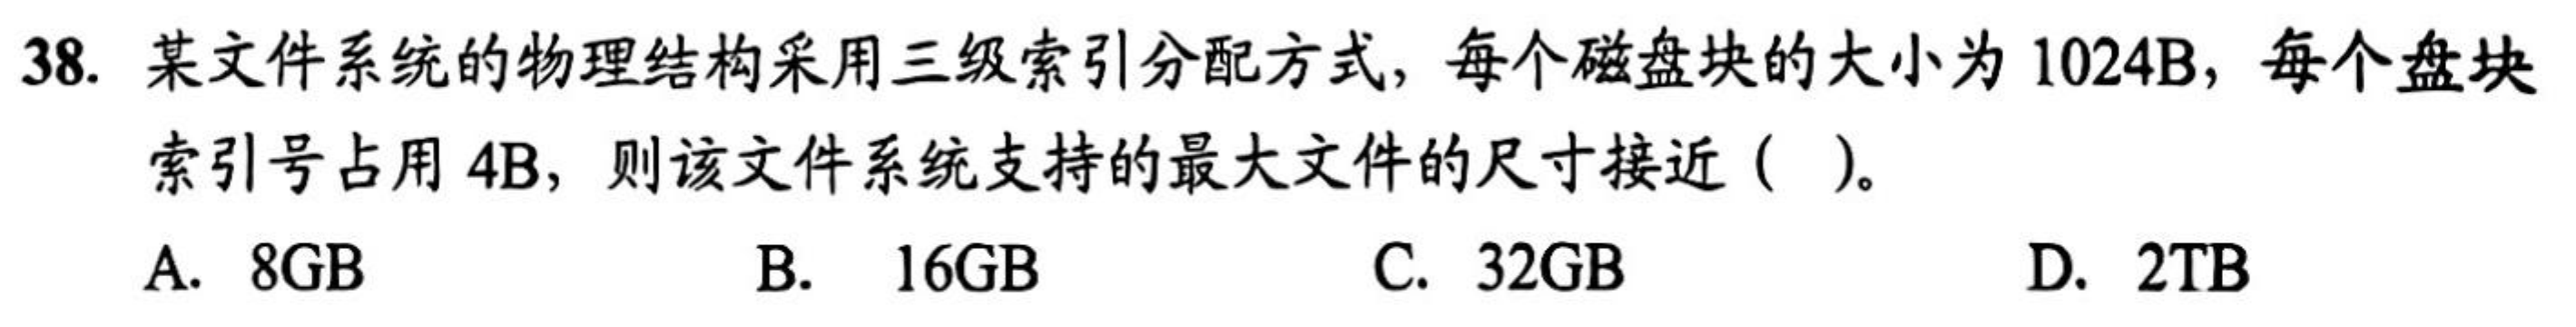 38. 某文件系统的物理结构采用三级索引分配方式，每个磁盘块的大小为 1024B，每个盘块
索引号占用 4B，则该文件系统支持的最大文件的尺寸接近（ ）。
A. 8GB B. 16GB C. 32GB D. 2TB